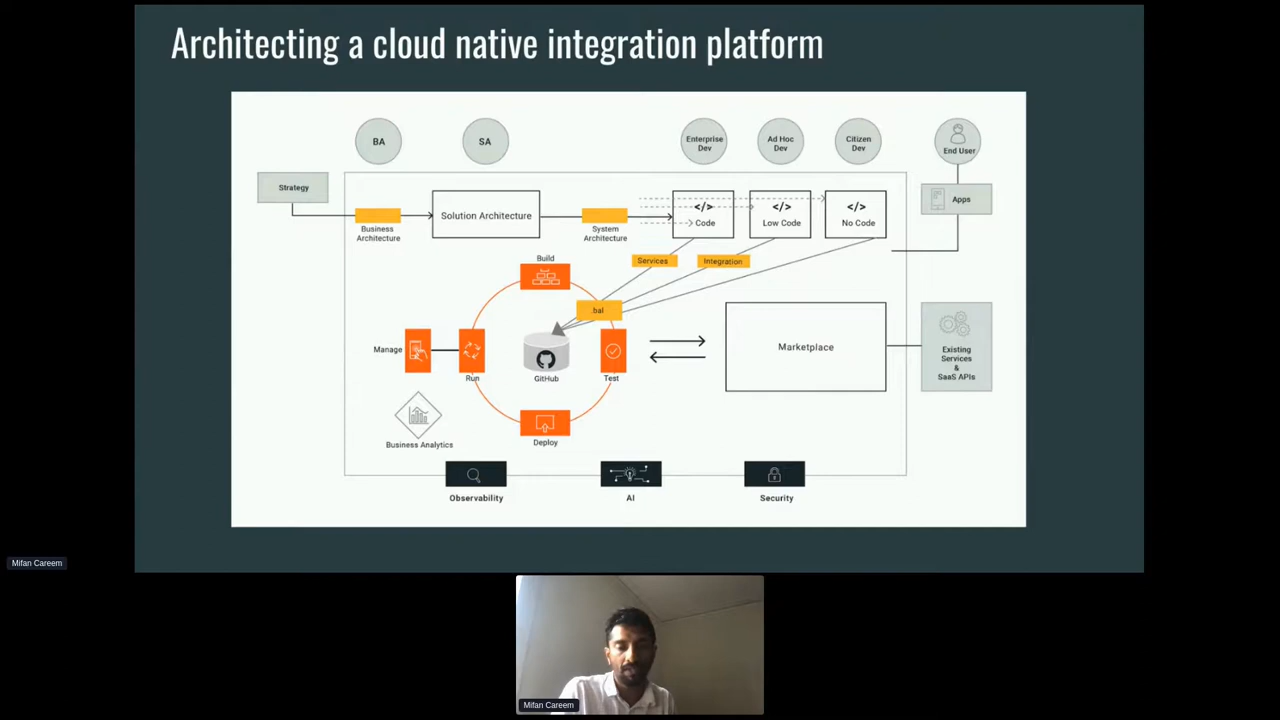 Architecting a cloud native integration platform
BA
SA
Enterprise
Dev
Ad Hoc
Dev
Citizen
Dev
End User
Strategy
Apps
Business
Architecture
Solution Architecture
System
Architecture
</>
Code
</>
Low Code
</>
No Code
Build
Services
Integration
.bal
Manage
Run
GitHub
Test
Marketplace
Existing
Services
&
SaaS APIs
Deploy
Business Analytics
Observability
AI
Security
Mifan Careem
Mifan Careem